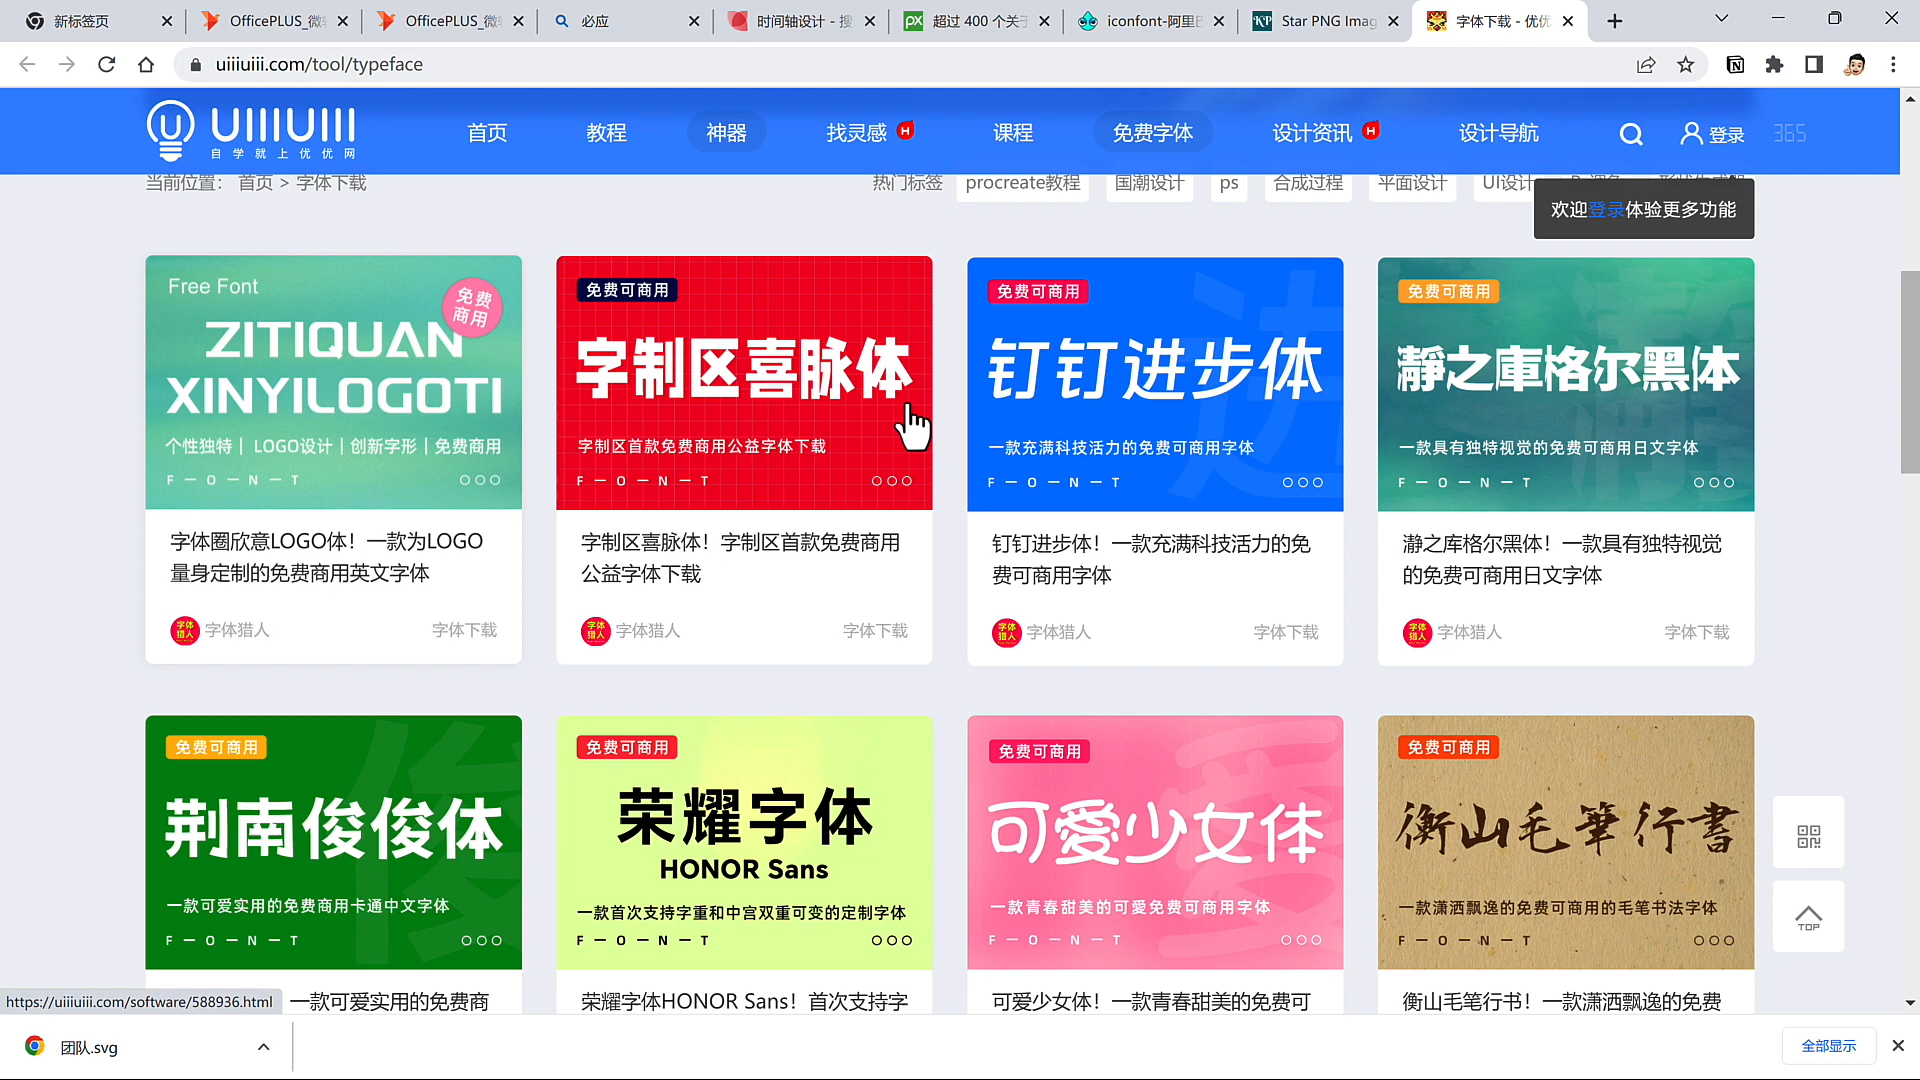 新标签页
OfficePLUS_微
OfficePLUS_微
必应
时间轴设计 - 搜
超过 400 个关于
iconfont-阿里
Star PNG Imag
字体下载 - 优优
uiiiuiii.com/tool/typeface
UIIIUIII
自学就上优优网
首页
教程
神器
找灵感 H
课程
免费字体
设计资讯 H
设计导航
登录
365
当前位置： 首页 > 字体下载
热门标签
procreate教程
国潮设计
ps
合成过程
平面设计
UI设计
欢迎登录体验更多功能
Free Font
免费
商用
ZITIQUAN
XINYILOGOTI
个性独特｜LOGO设计｜创新字形｜免费商用
F — O — N — T
字体圈欣意LOGO体！一款为LOGO
量身定制的免费商用英文字体
字体猎人
字体下载
免费可商用
字制区喜脉体
字制区首款免费商用公益字体下载
F — O — N — T
字制区喜脉体！字制区首款免费商用
公益字体下载
字体猎人
字体下载
免费可商用
钉钉进步体
一款充满科技活力的免费可商用字体
F — O — N — T
钉钉进步体！一款充满科技活力的免
费可商用字体
字体猎人
字体下载
免费可商用
瀞之庫格尔黑体
一款具有独特视觉的免费可商用日文字体
F — O — N — T
瀞之库格尔黑体！一款具有独特视觉
的免费可商用日文字体
字体猎人
字体下载
免费可商用
荆南俊俊体
一款可爱实用的免费商用卡通中文字体
F — O — N — T
一款可爱实用的免费商
免费可商用
荣耀字体
HONOR Sans
一款首次支持字重和中宫双重可变的定制字体
F — O — N — T
荣耀字体HONOR Sans！首次支持字
免费可商用
可爱少女体
一款青春甜美的可爱免费可商用字体
F — O — N — T
可爱少女体！一款青春甜美的免费可
免费可商用
衡山毛筆行書
一款潇洒飘逸的免费可商用的毛笔书法字体
F — O — N — T
衡山毛笔行书！一款潇洒飘逸的免费
TOP
https://uiiiuiii.com/software/588936.html
团队.svg
全部显示